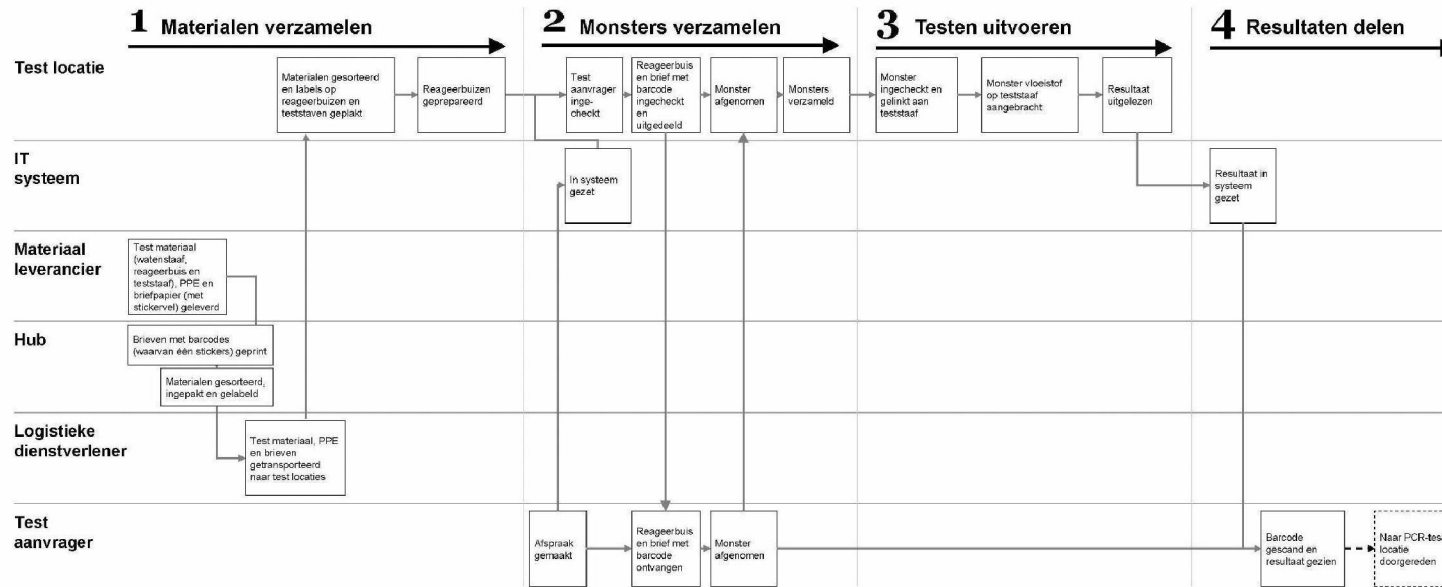 1 Materialen verzamelen
2 Monsters verzamelen
3 Testen uitvoeren
4 Resultaten delen
Test locatie
Materialen gesorteerd
en labels op
reageerbuizen en
teststaven geplakt
Reageerbuizen
geprepareerd
Test
aanvrager
inge-
checkt
Reageerbuis
en brief met
barcode
ingecheckt
en
uitgedeeld
Monster
afgenomen
Monsters
verzameld
Monster
ingecheckt en
gelinkt aan
teststaaf
Monster vloeistof
op teststaaf
aangebracht
Resultaat
uitgelezen
IT
systeem
In systeem
gezet
Resultaat in
systeem
gezet
Materiaal
leverancier
Test materiaal
(watenstaaf,
reageerbuis en
teststaaf), PPE en
briefpapier (met
stickervel) geleverd
Hub
Brieven met barcodes
(waarvan één stickers) geprint
Materialen gesorteerd,
ingepakt en gelabeld
Logistieke
dienstverlener
Test materiaal, PPE
en brieven
getransporteerd
naar test locaties
Test
aanvrager
Afspraak
gemaakt
Reageerbuis
en brief met
barcode
ontvangen
Monster
afgenomen
Barcode
gescand en
resultaat gezien
Naar PCR-tes
locatie
doorgereden